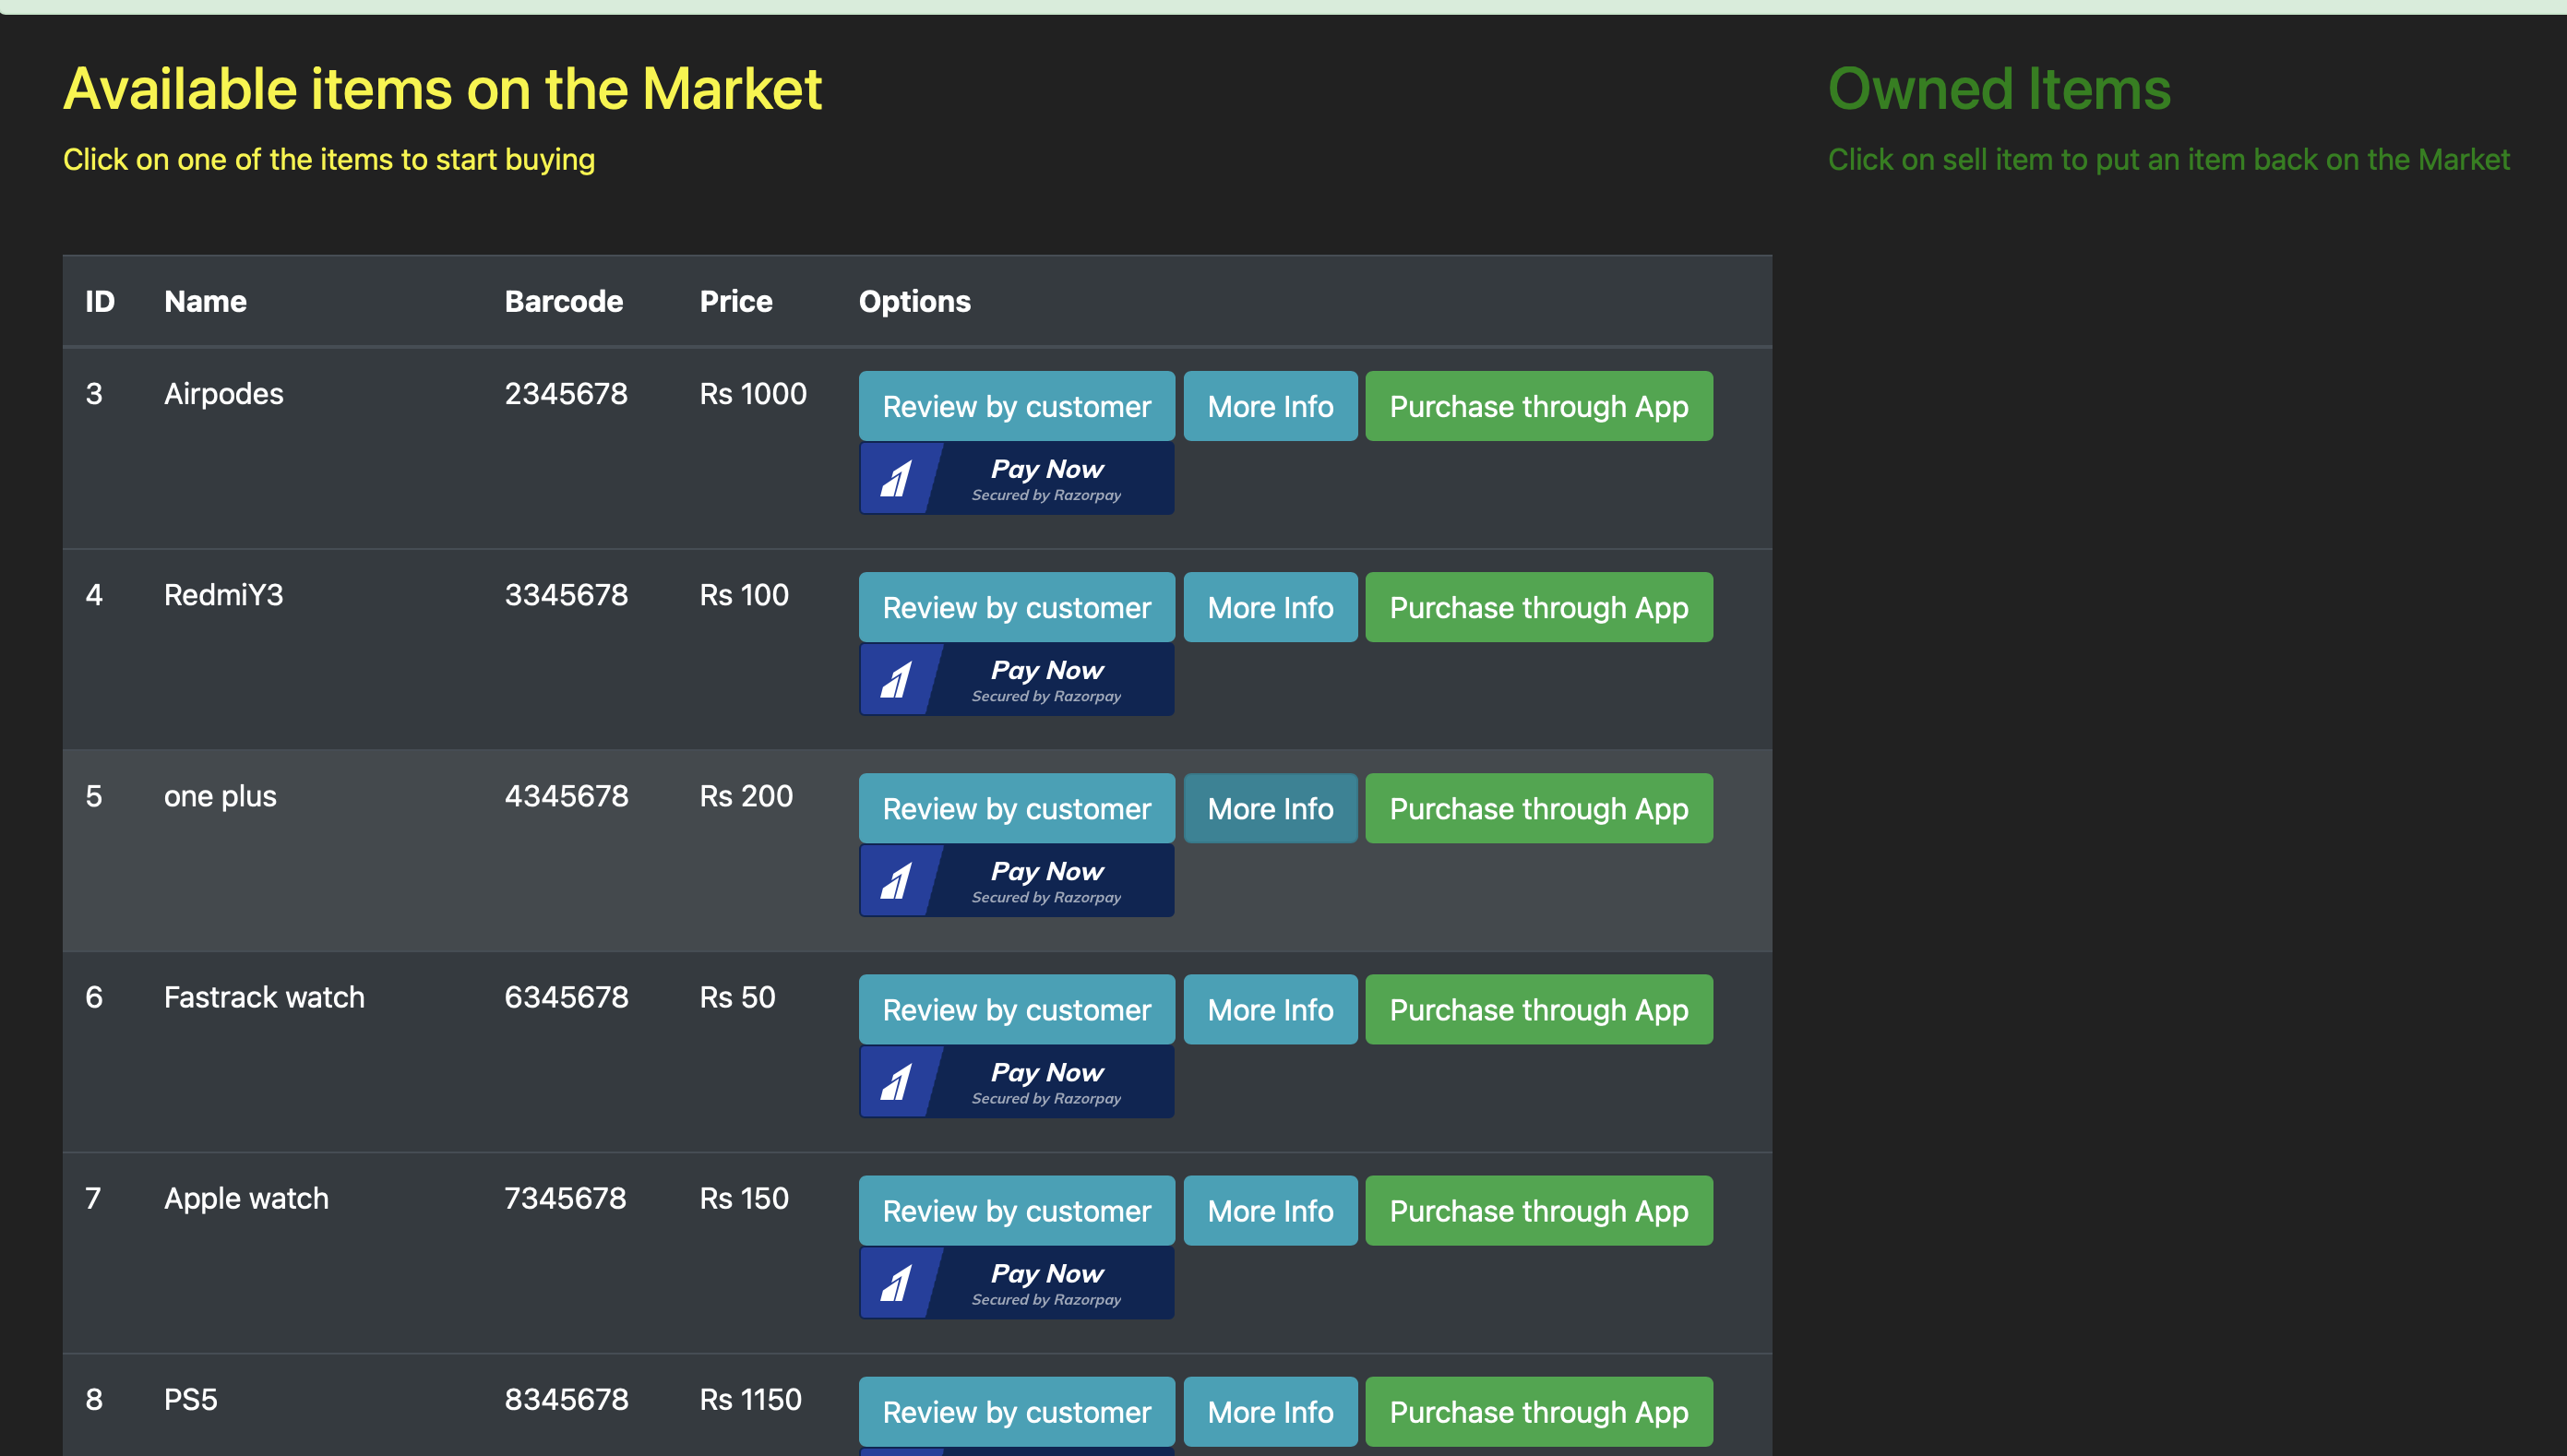 Available items on the Market
Click on one of the items to start buying
Owned Items
Click on sell item to put an item back on the Market
ID Name Barcode Price Options
3 Airpodes 2345678 Rs 1000 Review by customer More Info Purchase through App
Pay Now
Secured by Razorpay
4 RedmiY3 3345678 Rs 100 Review by customer More Info Purchase through App
Pay Now
Secured by Razorpay
5 one plus 4345678 Rs 200 Review by customer More Info Purchase through App
Pay Now
Secured by Razorpay
6 Fastrack watch 6345678 Rs 50 Review by customer More Info Purchase through App
Pay Now
Secured by Razorpay
7 Apple watch 7345678 Rs 150 Review by customer More Info Purchase through App
Pay Now
Secured by Razorpay
8 PS5 8345678 Rs 1150 Review by customer More Info Purchase through App